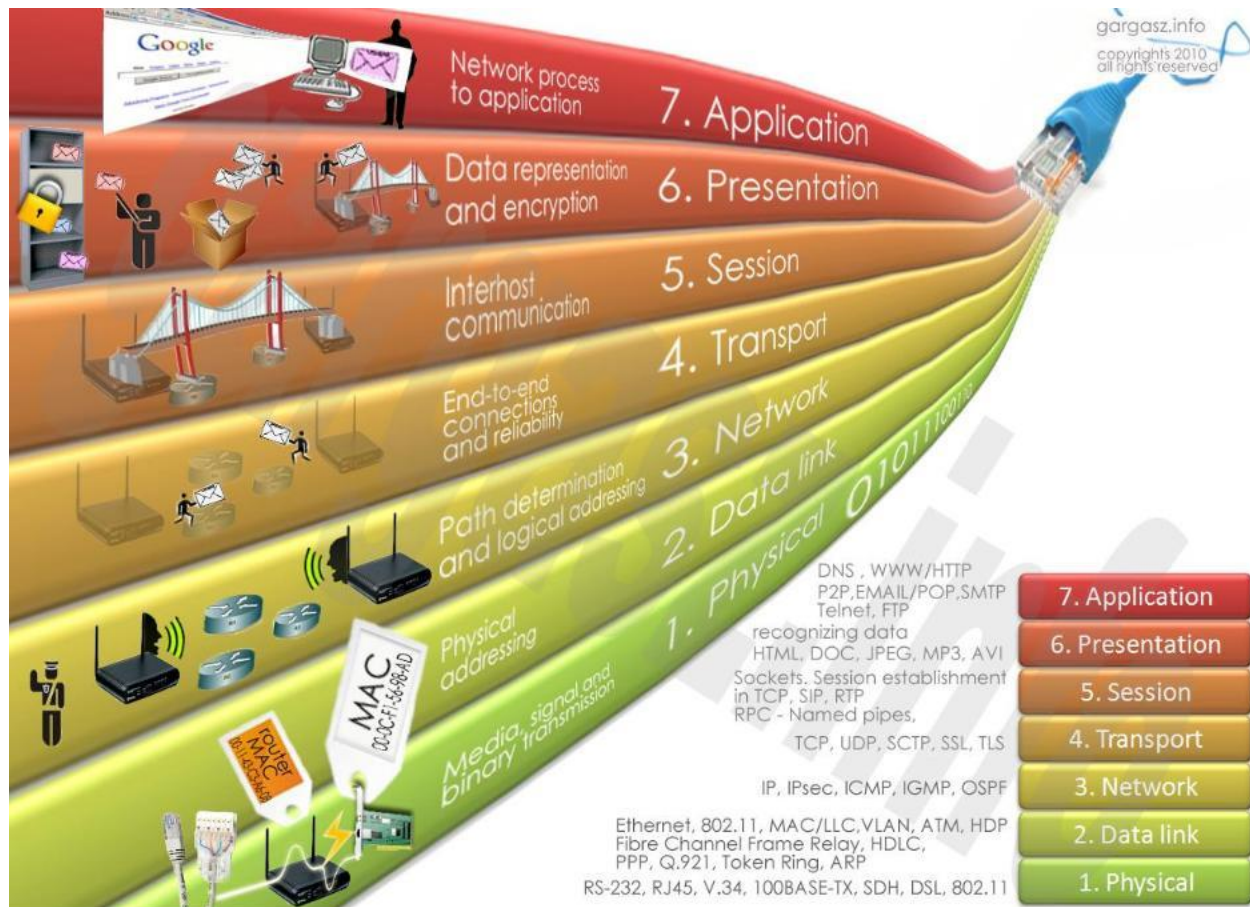 gargasz.info
copyrights 2010
all rights reserved
Google
Network process
to application
7. Application
Data representation
and encryption
6. Presentation
5. Session
Interhost
communication
4. Transport
End-to-end
connections
and reliability
3. Network
Path determination
and logical addressing
2. Data link
Physical
addressing
1. Physical
Media, signal and
binary transmission
MAC
router
MAC
DNS , WWW/HTTP
P2P,EMAIL/POP,SMTP
Telnet, FTP
7. Application
recognizing data
HTML, DOC, JPEG, MP3, AVI
6. Presentation
Sockets. Session establishment
in TCP, SIP, RTP
RPC - Named pipes,
5. Session
TCP, UDP, SCTP, SSL, TLS
4. Transport
IP, IPsec, ICMP, IGMP, OSPF
3. Network
Ethernet, 802.11, MAC/LLC,VLAN, ATM, HDP
Fibre Channel Frame Relay, HDLC,
PPP, Q.921, Token Ring, ARP
2. Data link
RS-232, RJ45, V.34, 100BASE-TX, SDH, DSL, 802.11
1. Physical